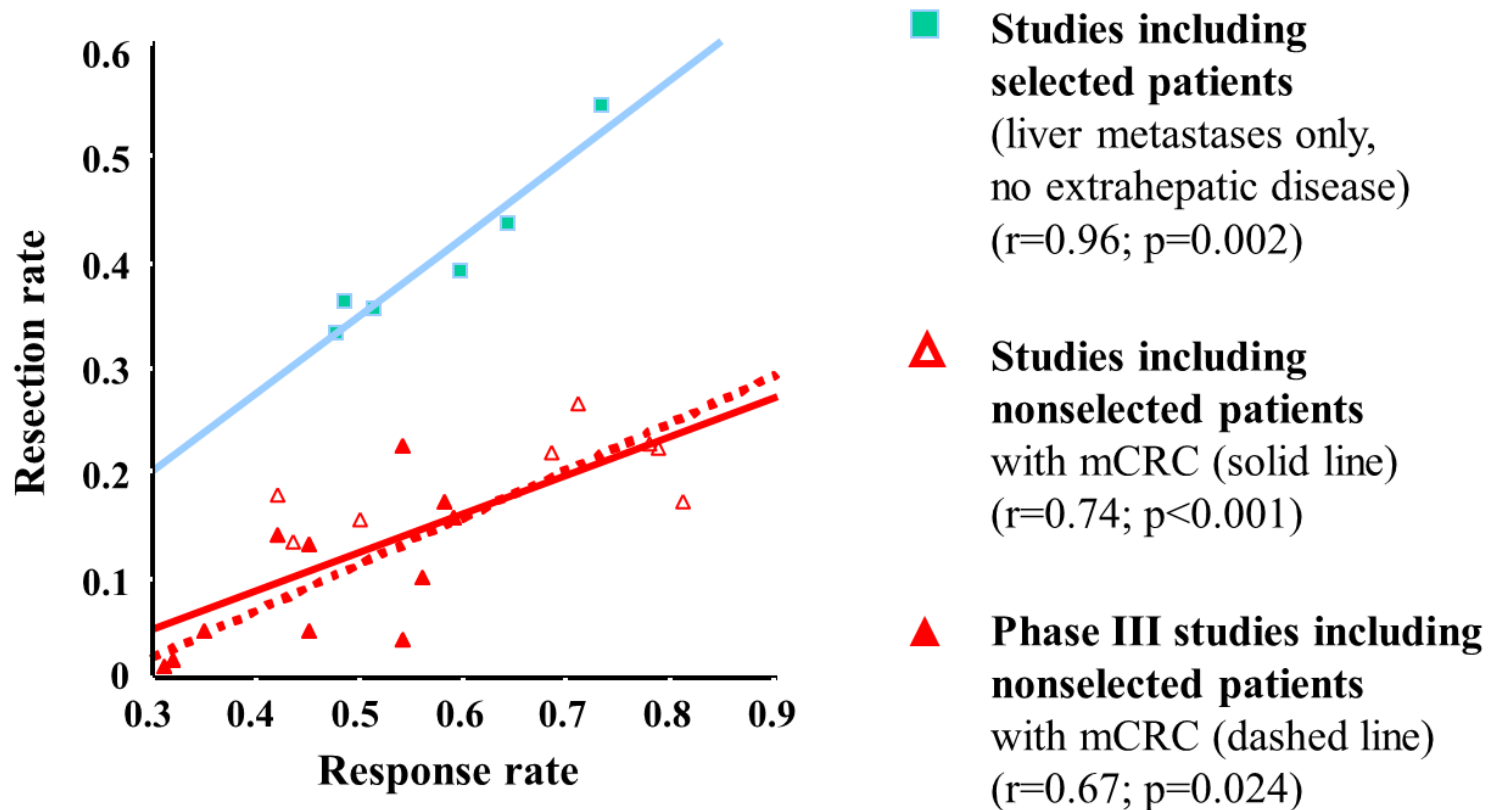 0.6
0.5
0.4
0.3
0.2
0.1
0
Resection rate
0.3 0.4 0.5 0.6 0.7 0.8 0.9
Response rate
Studies including
selected patients
(liver metastases only,
no extrahepatic disease)
(r=0.96; p=0.002)
Studies including
nonselected patients
with mCRC (solid line)
(r=0.74; p<0.001)
Phase III studies including
nonselected patients
with mCRC (dashed line)
(r=0.67; p=0.024)